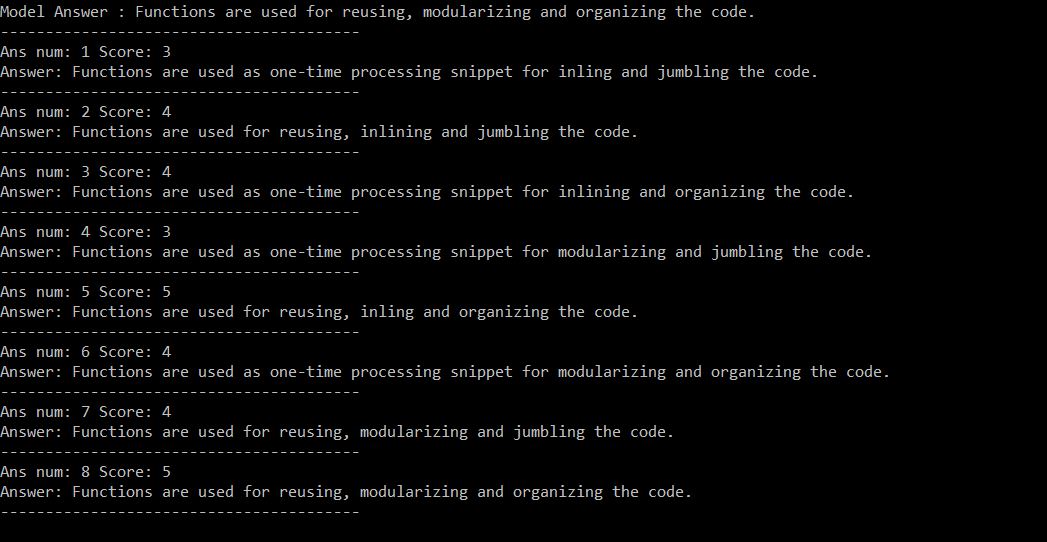 Model Answer : Functions are used for reusing, modularizing and organizing the code.
----------------------------------------
Ans num: 1 Score: 3
Answer: Functions are used as one-time processing snippet for inling and jumbling the code.
----------------------------------------
Ans num: 2 Score: 4
Answer: Functions are used for reusing, inlining and jumbling the code.
----------------------------------------
Ans num: 3 Score: 4
Answer: Functions are used as one-time processing snippet for inlining and organizing the code.
----------------------------------------
Ans num: 4 Score: 3
Answer: Functions are used as one-time processing snippet for modularizing and jumbling the code.
----------------------------------------
Ans num: 5 Score: 5
Answer: Functions are used for reusing, inling and organizing the code.
----------------------------------------
Ans num: 6 Score: 4
Answer: Functions are used as one-time processing snippet for modularizing and organizing the code.
----------------------------------------
Ans num: 7 Score: 4
Answer: Functions are used for reusing, modularizing and jumbling the code.
----------------------------------------
Ans num: 8 Score: 5
Answer: Functions are used for reusing, modularizing and organizing the code.
----------------------------------------